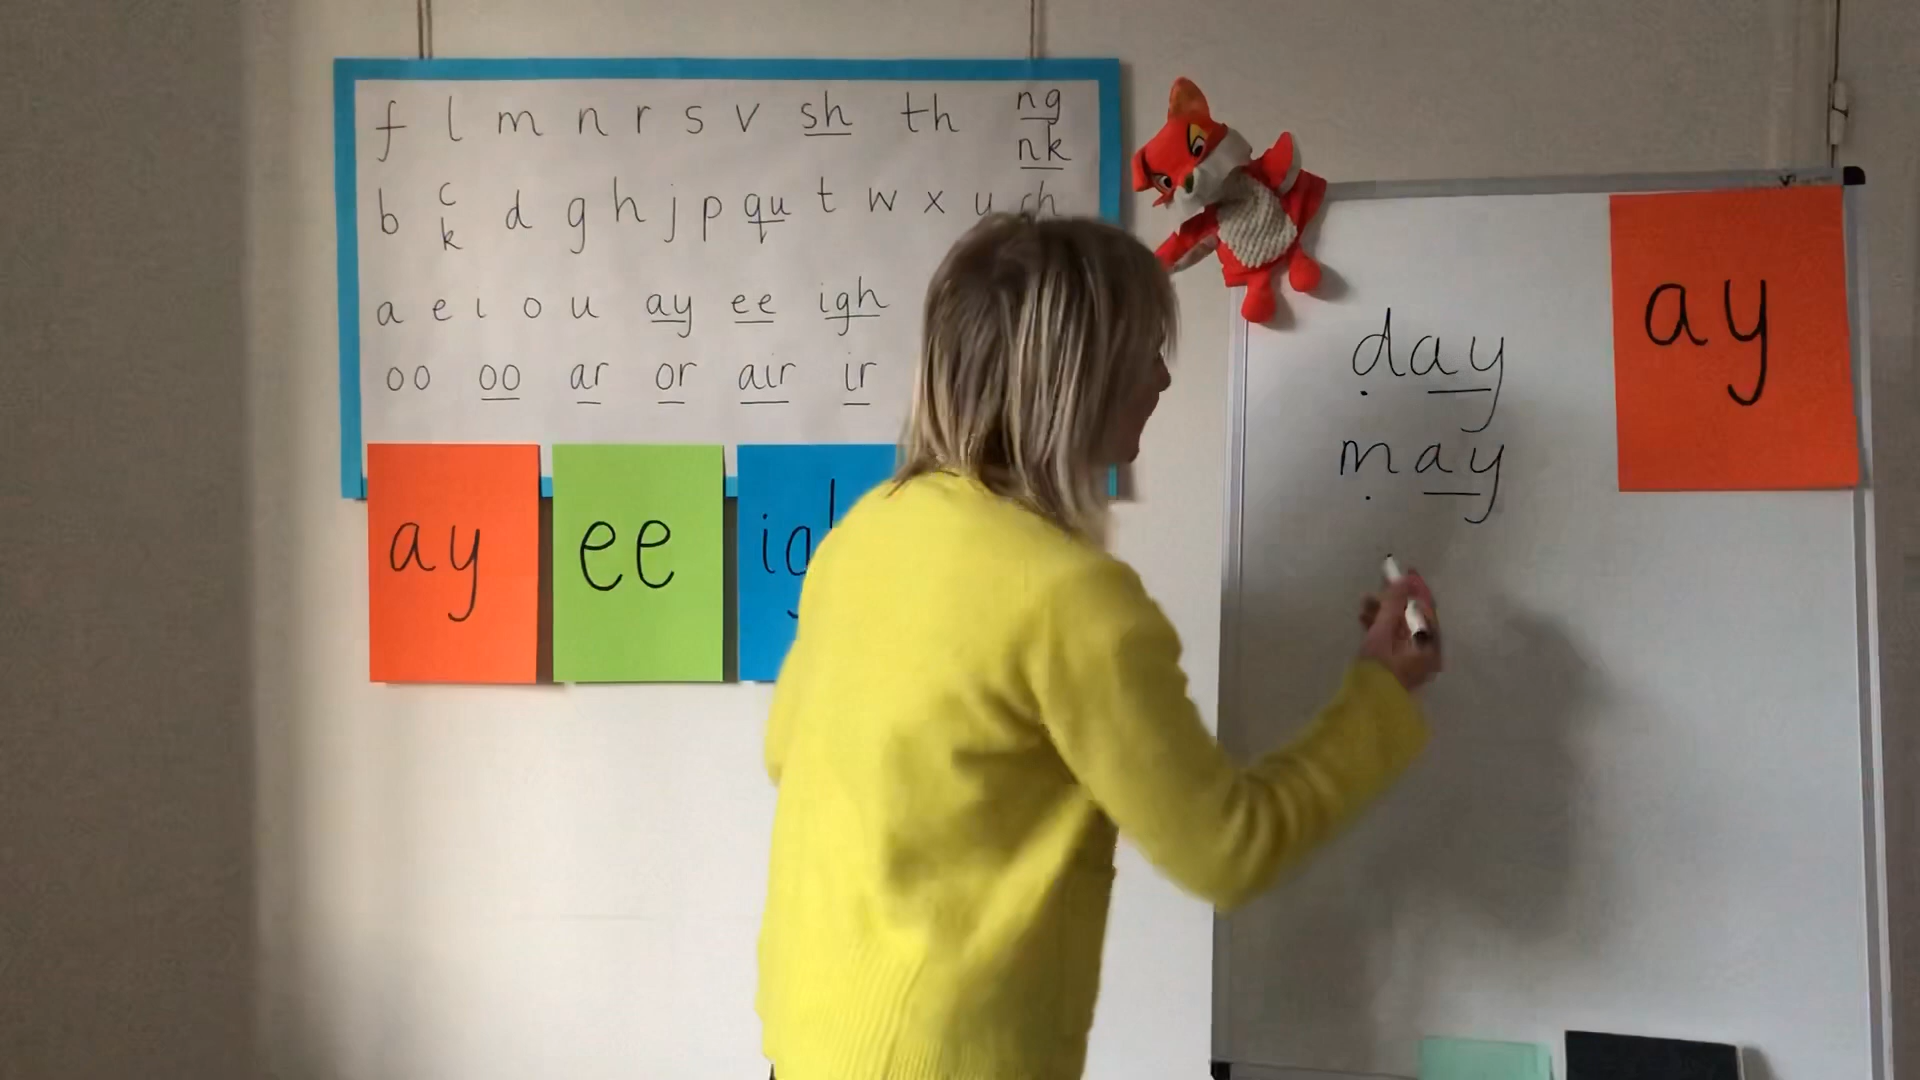 f l m n r s v sh th ng
nk
b c d g h j p qu t w x y ch
k
a e i o u ay ee igh
oo oo ar or air ir
ay
ee
day
may
ay